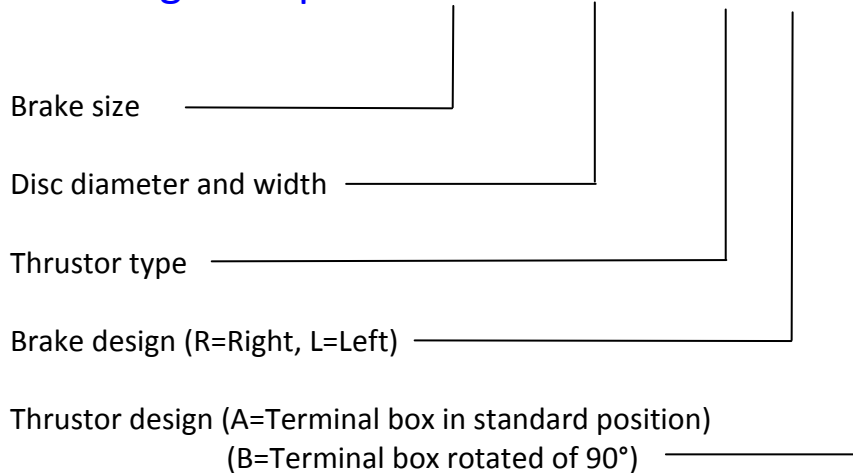 Brake size
Disc diameter and width
Thrustor type
Brake design (R=Right, L=Left)
Thrustor design (A=Terminal box in standard position)
(B=Terminal box rotated of 90°)